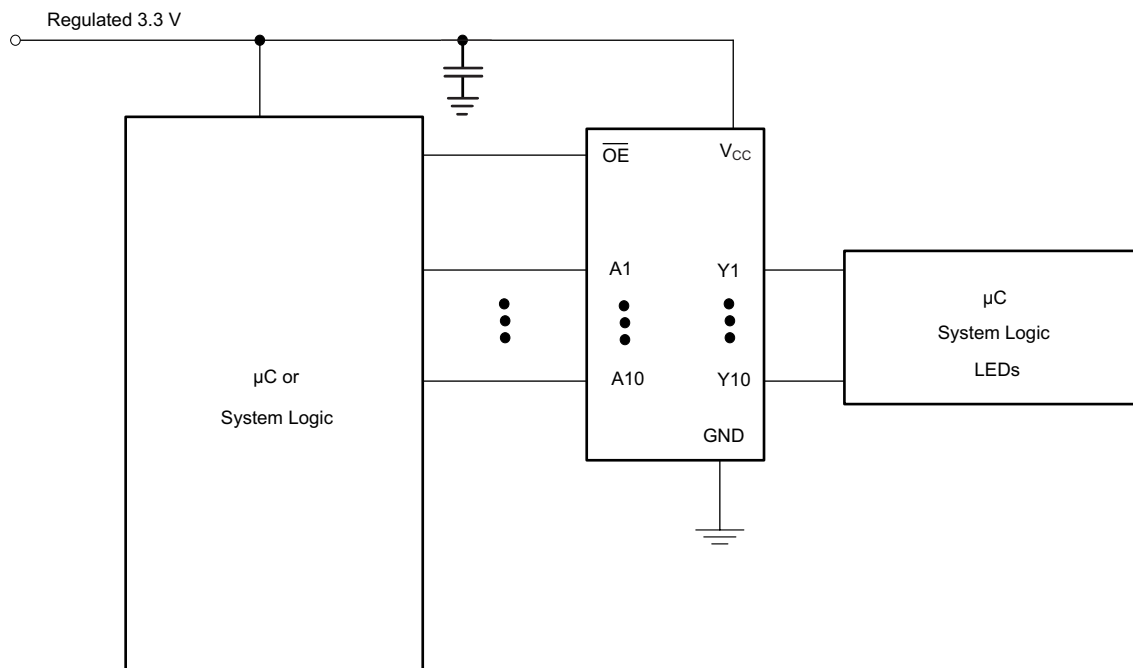 Regulated 3.3 V
OE
VCC
A1
Y1
A10
Y10
GND
µC or
System Logic
µC
System Logic
LEDs